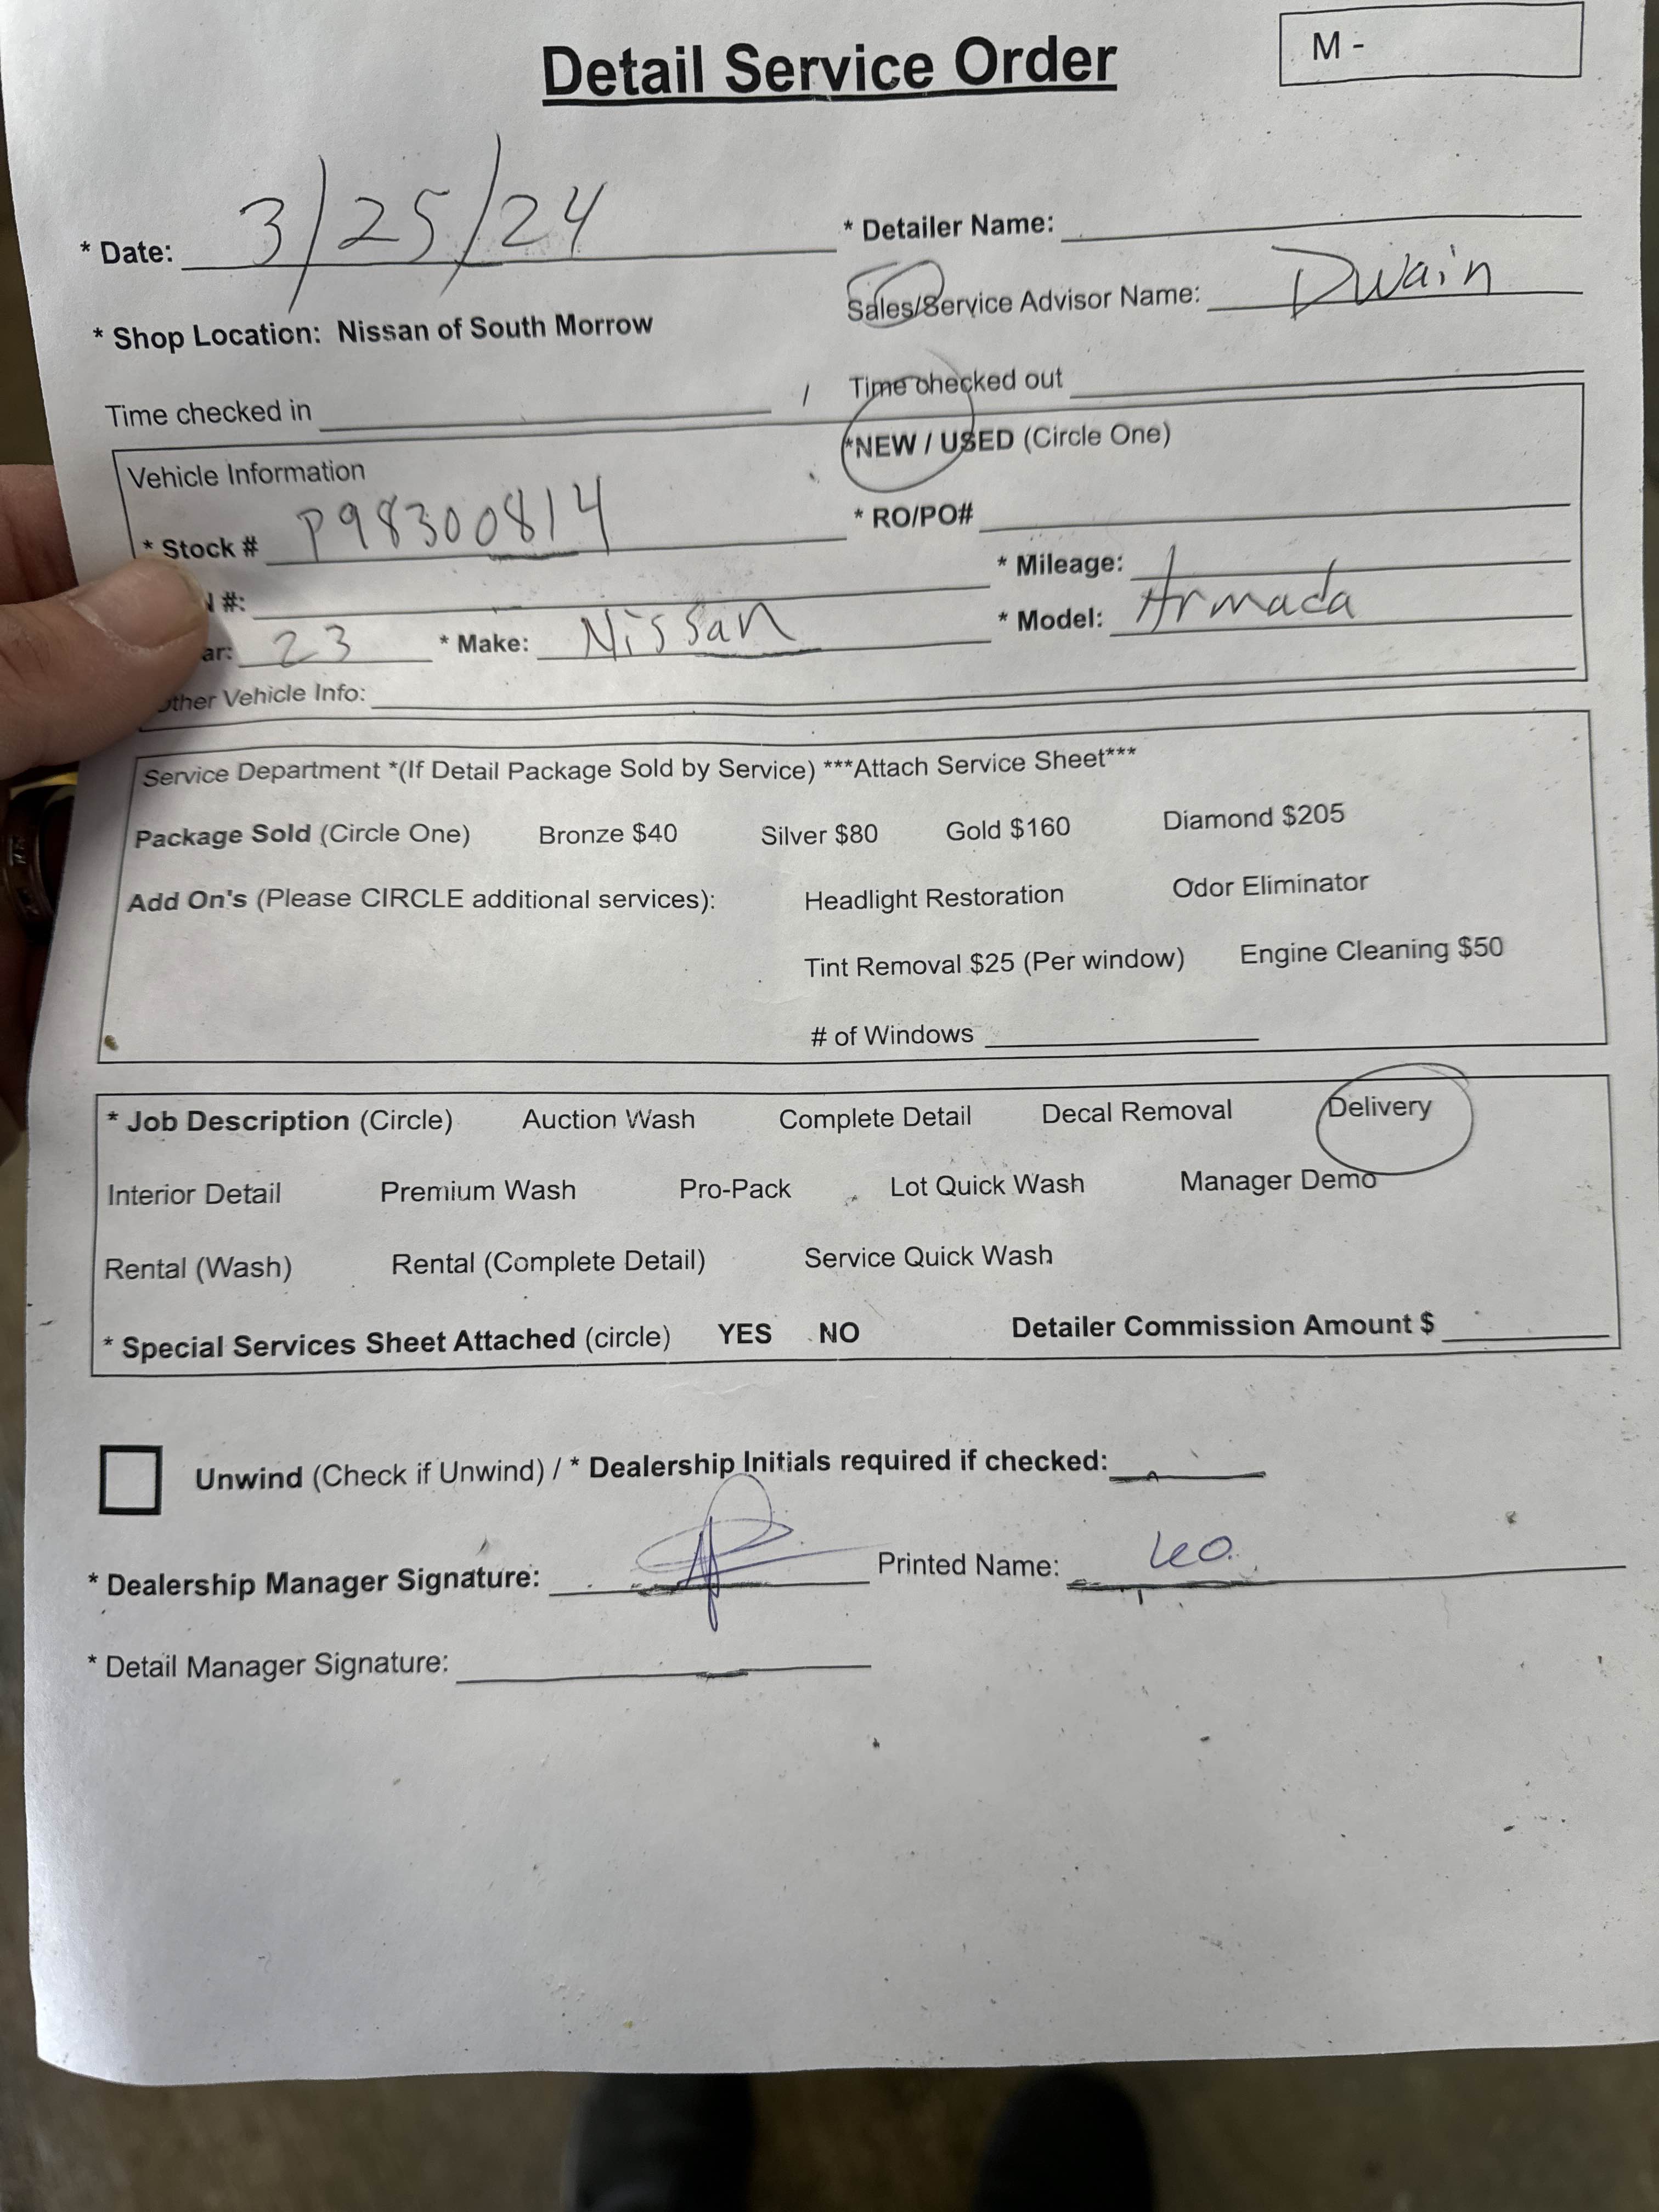 Detail Service Order
M -
* Date: 3/25/24 * Detailer Name:
Sales/Service Advisor Name: Dwain
* Shop Location: Nissan of South Morrow
Time checked in / Time checked out
Vehicle Information *NEW / USED (Circle One)
* Stock # P98300814 * RO/PO#
#: * Mileage:
ar: 23 * Make: Nissan * Model: Armada
ther Vehicle Info:
Service Department *(If Detail Package Sold by Service) ***Attach Service Sheet***
Package Sold (Circle One) Bronze $40 Silver $80 Gold $160 Diamond $205
Add On's (Please CIRCLE additional services): Headlight Restoration Odor Eliminator
Tint Removal $25 (Per window) Engine Cleaning $50
# of Windows
* Job Description (Circle) Auction Wash Complete Detail Decal Removal Delivery
Interior Detail Premium Wash Pro-Pack Lot Quick Wash Manager Demo
Rental (Wash) Rental (Complete Detail) Service Quick Wash
* Special Services Sheet Attached (circle) YES NO Detailer Commission Amount $
Unwind (Check if Unwind) / * Dealership Initials required if checked:
* Dealership Manager Signature: Printed Name: Leo.
* Detail Manager Signature: